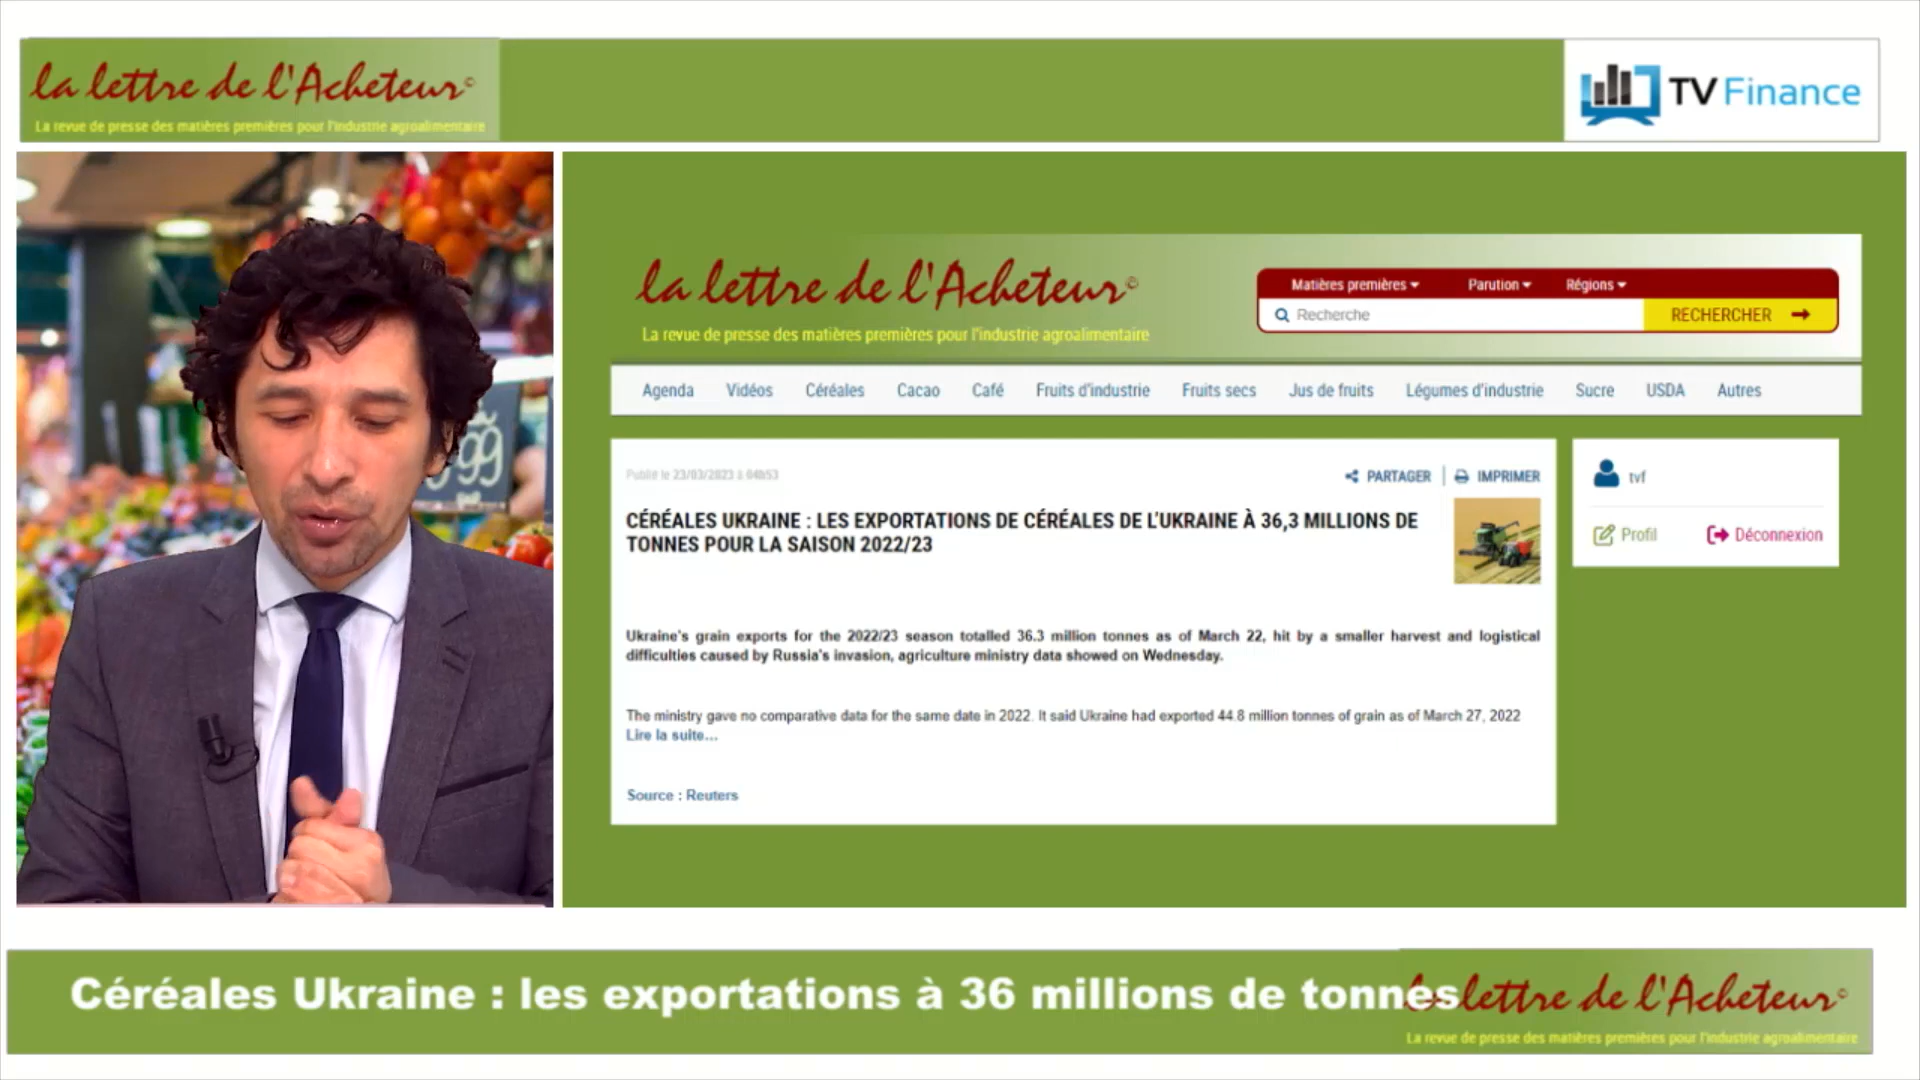 la lettre de l'Acheteur©
La revue de presse des matières premières pour l'industrie agroalimentaire
TV Finance
99
la lettre de l'Acheteur©
La revue de presse des matières premières pour l'industrie agroalimentaire
Matières premières Parution Régions
Recherche RECHERCHER
Agenda Vidéos Céréales Cacao Café Fruits d'industrie Fruits secs Jus de fruits Légumes d'industrie Sucre USDA Autres
Publié le 23/03/2023 à 04h53
PARTAGER | IMPRIMER
CÉRÉALES UKRAINE : LES EXPORTATIONS DE CÉRÉALES DE L'UKRAINE À 36,3 MILLIONS DE
TONNES POUR LA SAISON 2022/23
tvf
Profil Déconnexion
Ukraine's grain exports for the 2022/23 season totalled 36.3 million tonnes as of March 22, hit by a smaller harvest and logistical
difficulties caused by Russia's invasion, agriculture ministry data showed on Wednesday.
The ministry gave no comparative data for the same date in 2022. It said Ukraine had exported 44.8 million tonnes of grain as of March 27, 2022
Lire la suite...
Source : Reuters
Céréales Ukraine : les exportations à 36 millions de tonnes
lettre de l'Acheteur©
La revue de presse des matières premières pour l'industrie agroalimentaire